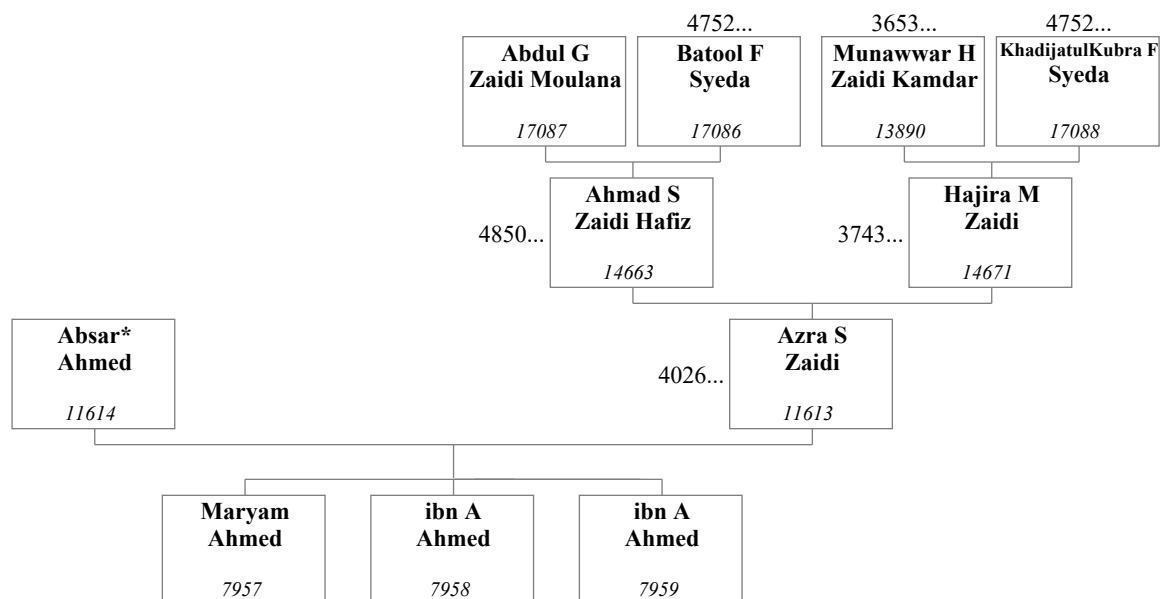 4752...
3653...
4752...
Abdul G
Zaidi Moulana
17087
Batool F
Syeda
17086
Munawwar H
Zaidi Kamdar
13890
KhadijatulKubra F
Syeda
17088
4850...
Ahmad S
Zaidi Hafiz
14663
3743...
Hajira M
Zaidi
14671
Absar*
Ahmed
11614
4026...
Azra S
Zaidi
11613
Maryam
Ahmed
7957
ibn A
Ahmed
7958
ibn A
Ahmed
7959